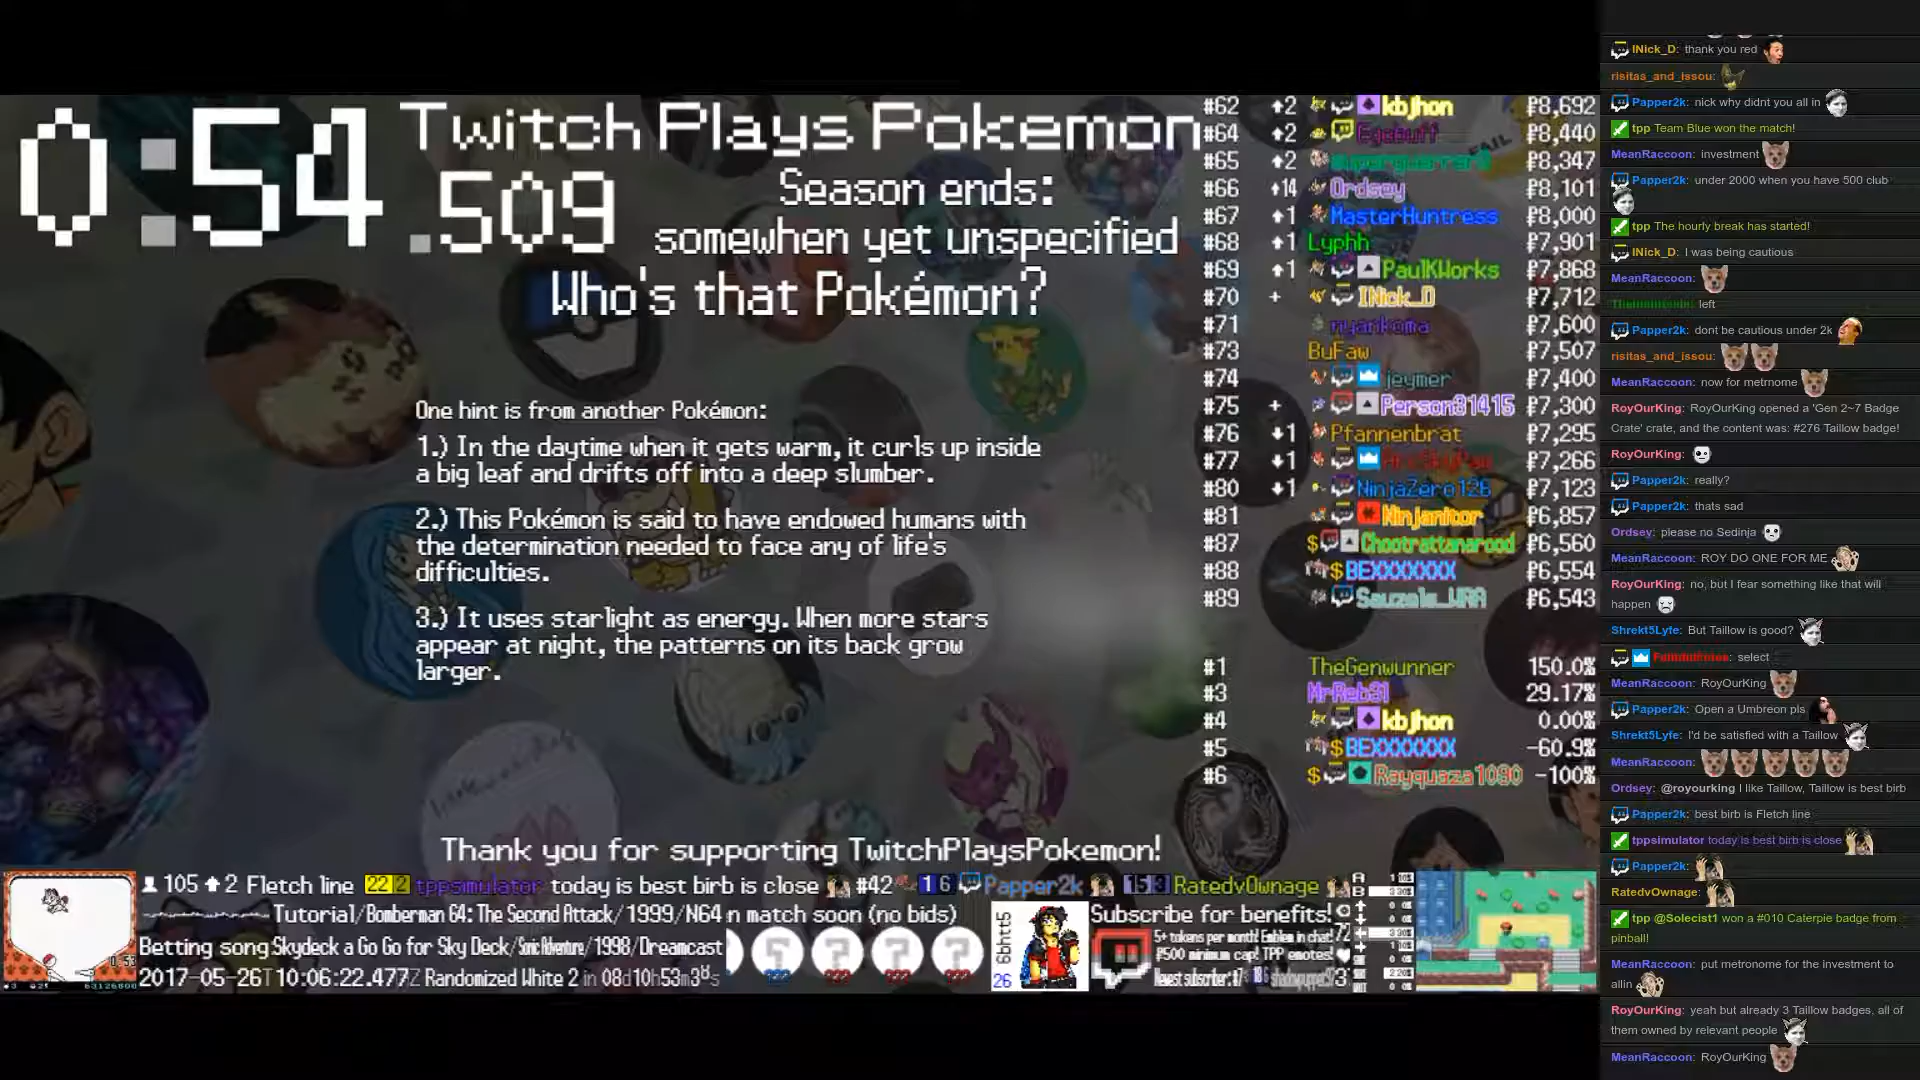 0:54.509
Twitch Plays Pokemon
Season ends:
somewhen yet unspecified
Who's that Pokémon?
One hint is from another Pokémon:
1.) In the daytime when it gets warm, it curls up inside
a big leaf and drifts off into a deep slumber.
2.) This Pokémon is said to have endowed humans with
the determination needed to face any of life's
difficulties.
3.) It uses starlight as energy. When more stars
appear at night, the patterns on its back grow
larger.
Thank you for supporting TwitchPlaysPokemon!
#62 2 kbjhon ₽8,692
#64 2 ₽8,440
#65 2 ₽8,347
#66 14 Ordsey ₽8,101
#67 1 MasterHuntress ₽8,000
#68 1 Lyphh ₽7,901
#69 1 PaulKWorks ₽7,868
#70 + INick_D ₽7,712
#71 nyankoma ₽7,600
#73 BuFaw ₽7,507
#74 jeymer ₽7,400
#75 + Person31415 ₽7,300
#76 1 Pfannenbrat ₽7,295
#77 1 ₽7,266
#80 1 NinjaZero128 ₽7,123
#81 Ninjanitor ₽6,857
#87 $ Chootrattanarood ₽6,560
#88 $ BEXXXXXXX ₽6,554
#89 ₽6,543
#1 TheGenwunner 150.0%
#3 MrReb31 29.17%
#4 kbjhon 0.00%
#5 $ BEXXXXXXX -60.9%
#6 $ Rayquaza1090 -100%
105 2 Fletch line 22 2 tppsimulator today is best birb is close #42 1 6 Papper2k 15 3 RatedvOwnage
Tutorial/Bomberman 64: The Second Attack/1999/N64 n match soon (no bids)
Betting song Skydeck a Go Go for Sky Deck/Sonic Adventure/1998/Dreamcast
2017-05-26T10:06:22.477Z Randomized White 2 in 08d10h53m
6bhtt5
26
Subscribe for benefits!
5+ tokens per month! Emblem in chat!
₽500 minimum cap! TPP emotes!
INick_D: thank you red
risitas_and_issou:
Papper2k: nick why didnt you all in
tpp Team Blue won the match!
MeanRaccoon: investment
Papper2k: under 2000 when you have 500 club
tpp The hourly break has started!
INick_D: I was being cautious
MeanRaccoon:
left
Papper2k: dont be cautious under 2k
risitas_and_issou:
MeanRaccoon: now for metrnome
RoyOurKing: RoyOurKing opened a 'Gen 2~7 Badge
Crate' crate, and the content was: #276 Taillow badge!
RoyOurKing:
Papper2k: really?
Papper2k: thats sad
Ordsey: please no Sedinja
MeanRaccoon: ROY DO ONE FOR ME
RoyOurKing: no, but I fear something like that will
happen
Shrekt5Lyfe: But Taillow is good?
select
MeanRaccoon: RoyOurKing
Papper2k: Open a Umbreon pls
Shrekt5Lyfe: I'd be satisfied with a Taillow
MeanRaccoon:
Ordsey: @royourking I like Taillow, Taillow is best birb
Papper2k: best birb is Fletch line
tppsimulator today is best birb is close
Papper2k:
RatedvOwnage:
tpp @Solecist1 won a #010 Caterpie badge from
pinball!
MeanRaccoon: put metronome for the investment to
allin
RoyOurKing: yeah but already 3 Taillow badges, all of
them owned by relevant people
MeanRaccoon: RoyOurKing